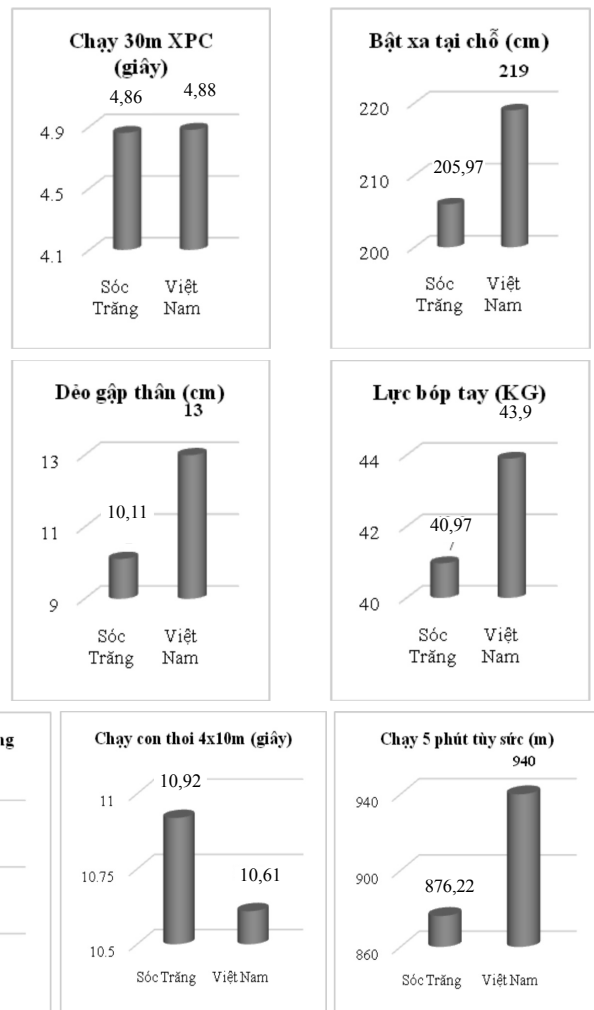 Chạy 30m XPC
(giây)
4,86
4,88
4.9
4.5
4.1
Sóc
Trăng
Việt
Nam
Bật xa tại chỗ (cm)
219
220
205,97
210
200
Sóc
Trăng
Việt
Nam
Dẻo gập thân (cm)
13
13
10,11
11
9
Sóc
Trăng
Việt
Nam
Lực bóp tay (KG)
43,9
44
40,97
42
40
Sóc
Trăng
Việt
Nam
Chạy con thoi 4x10m (giây)
10,92
11
10,61
10.75
10.5
Sóc Trăng
Việt Nam
Chạy 5 phút tùy sức (m)
940
940
876,22
900
860
Sóc Trăng
Việt Nam